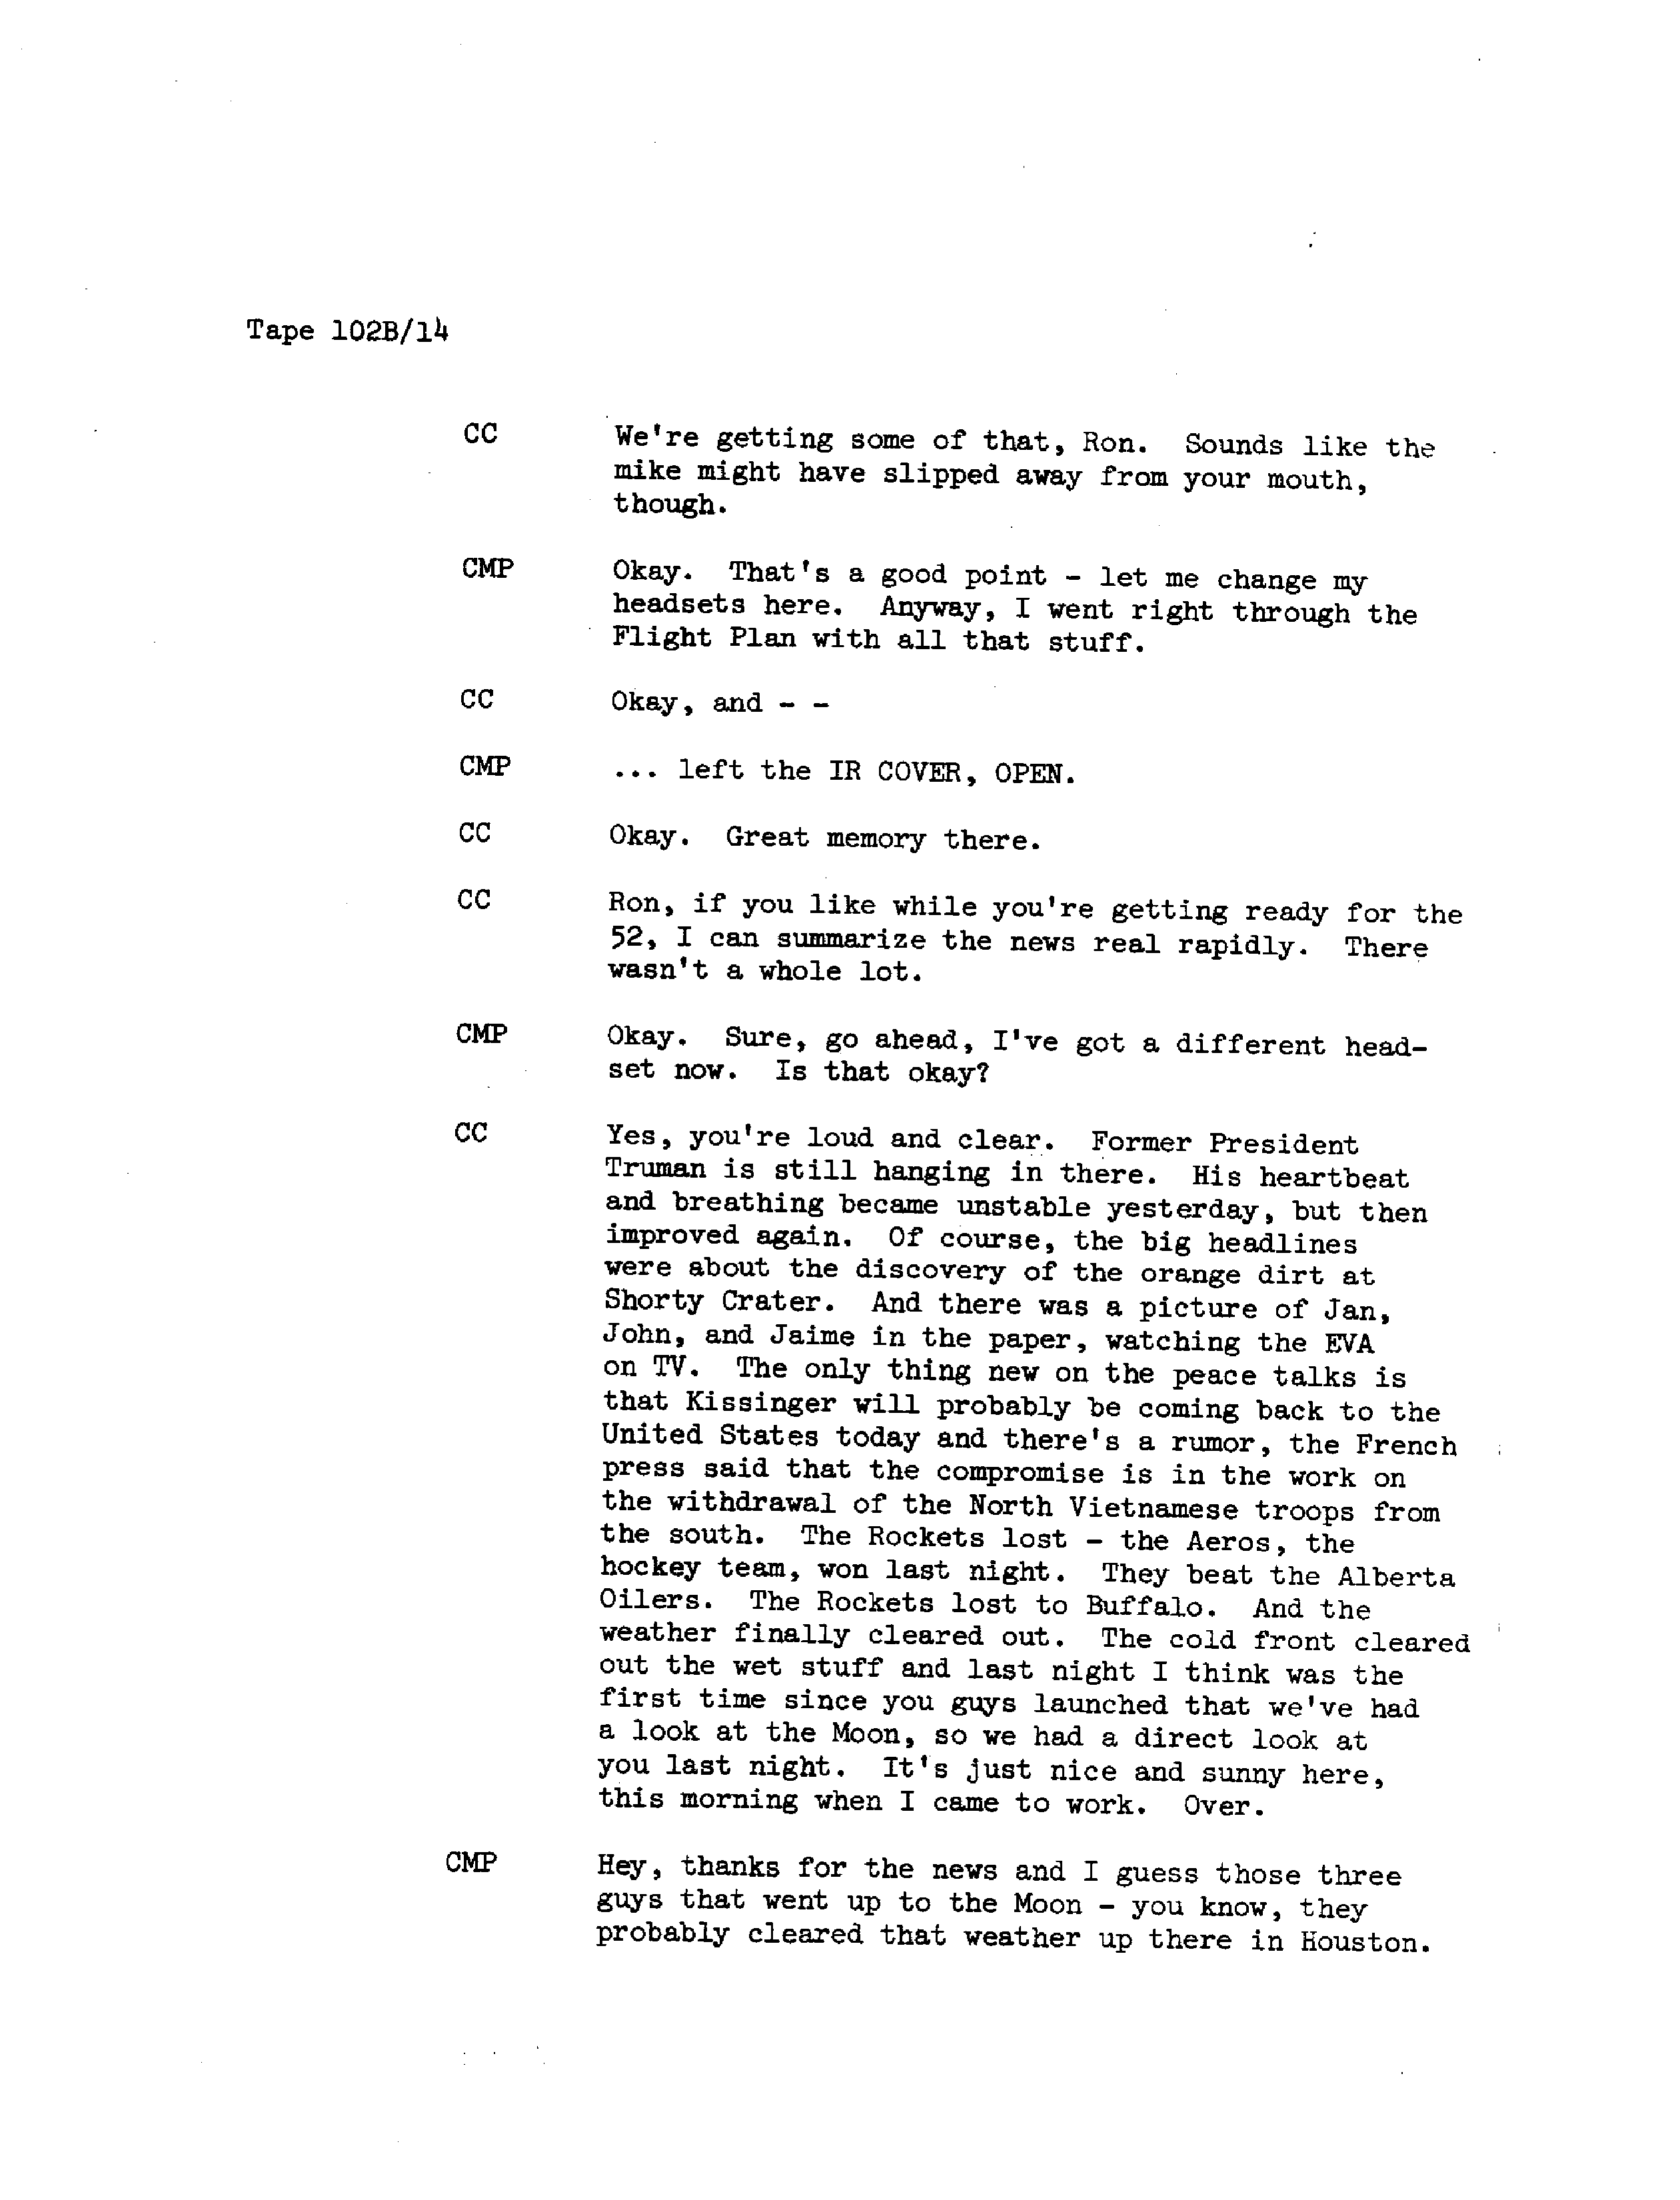 Tape 102B/14
CC We're getting some of that, Ron. Sounds like the
mike might have slipped away from your mouth,
though.
CMP Okay. That's a good point - let me change my
headsets here. Anyway, I went right through the
Flight Plan with all that stuff.
CC Okay, and - -
CMP ... left the IR COVER, OPEN.
CC Okay. Great memory there.
CC Ron, if you like while you're getting ready for the
52, I can summarize the news real rapidly. There
wasn't a whole lot.
CMP Okay. Sure, go ahead, I've got a different head-
set now. Is that okay?
CC Yes, you're loud and clear. Former President
Truman is still hanging in there. His heartbeat
and breathing became unstable yesterday, but then
improved again. Of course, the big headlines
were about the discovery of the orange dirt at
Shorty Crater. And there was a picture of Jan,
John, and Jaime in the paper, watching the EVA
on TV. The only thing new on the peace talks is
that Kissinger will probably be coming back to the
United States today and there's a rumor, the French
press said that the compromise is in the work on
the withdrawal of the North Vietnamese troops from
the south. The Rockets lost - the Aeros, the
hockey team, won last night. They beat the Alberta
Oilers. The Rockets lost to Buffalo. And the
weather finally cleared out. The cold front cleared
out the wet stuff and last night I think was the
first time since you guys launched that we've had
a look at the Moon, so we had a direct look at
you last night. It's just nice and sunny here,
this morning when I came to work. Over.
CMP Hey, thanks for the news and I guess those three
guys that went up to the Moon - you know, they
probably cleared that weather up there in Houston.